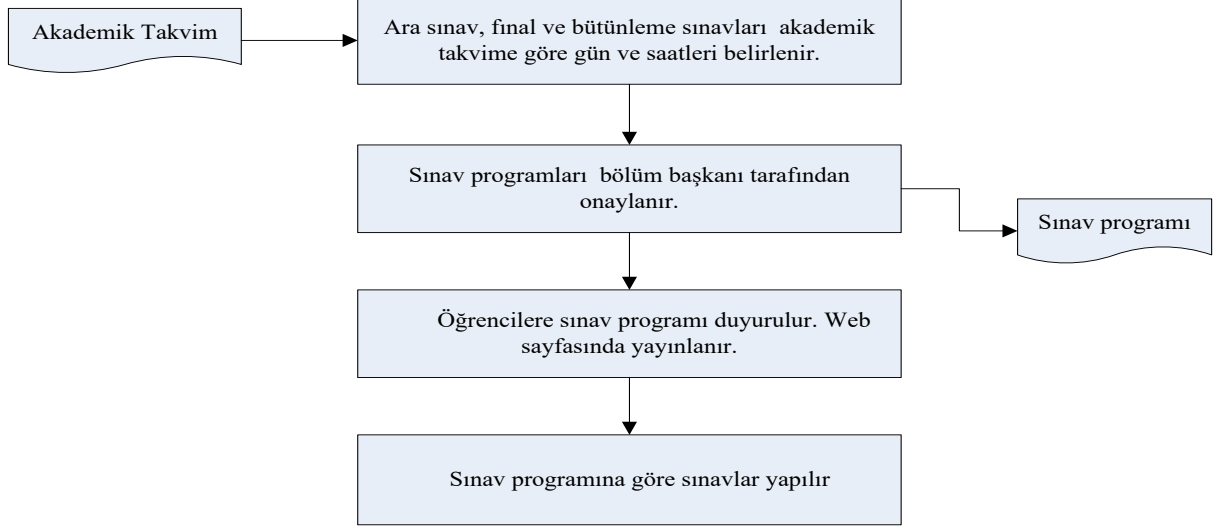 Akademik Takvim
Ara sınav, fınal ve bütünleme sınavları  akademik
takvime göre gün ve saatleri belirlenir.
Sınav programları  bölüm başkanı tarafından
onaylanır.
Sınav programı
Öğrencilere sınav programı duyurulur. Web
sayfasında yayınlanır.
Sınav programına göre sınavlar yapılır